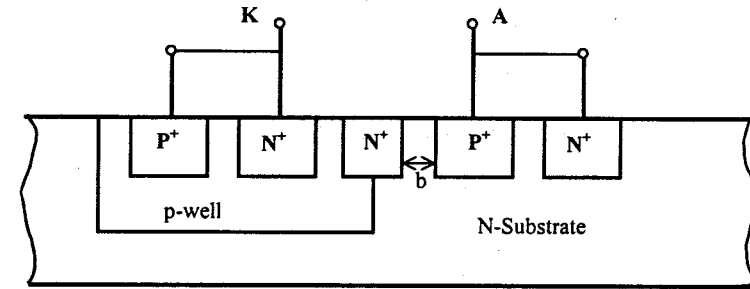 K
A
P+
N+
N+
P+
N+
b
p-well
N-Substrate